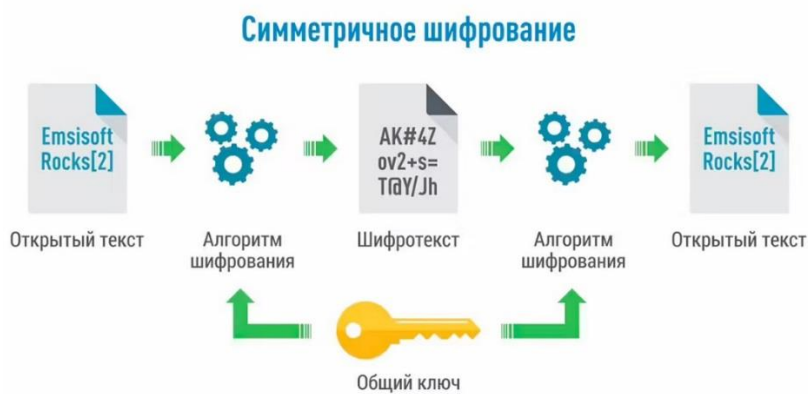 Симметричное шифрование
Emsisoft
Rocks[2]
AK#4Z
ov2+s=
T@Y/Jh
Emsisoft
Rocks[2]
Открытый текст
Алгоритм
шифрования
Шифротекст
Алгоритм
шифрования
Открытый текст
Общий ключ